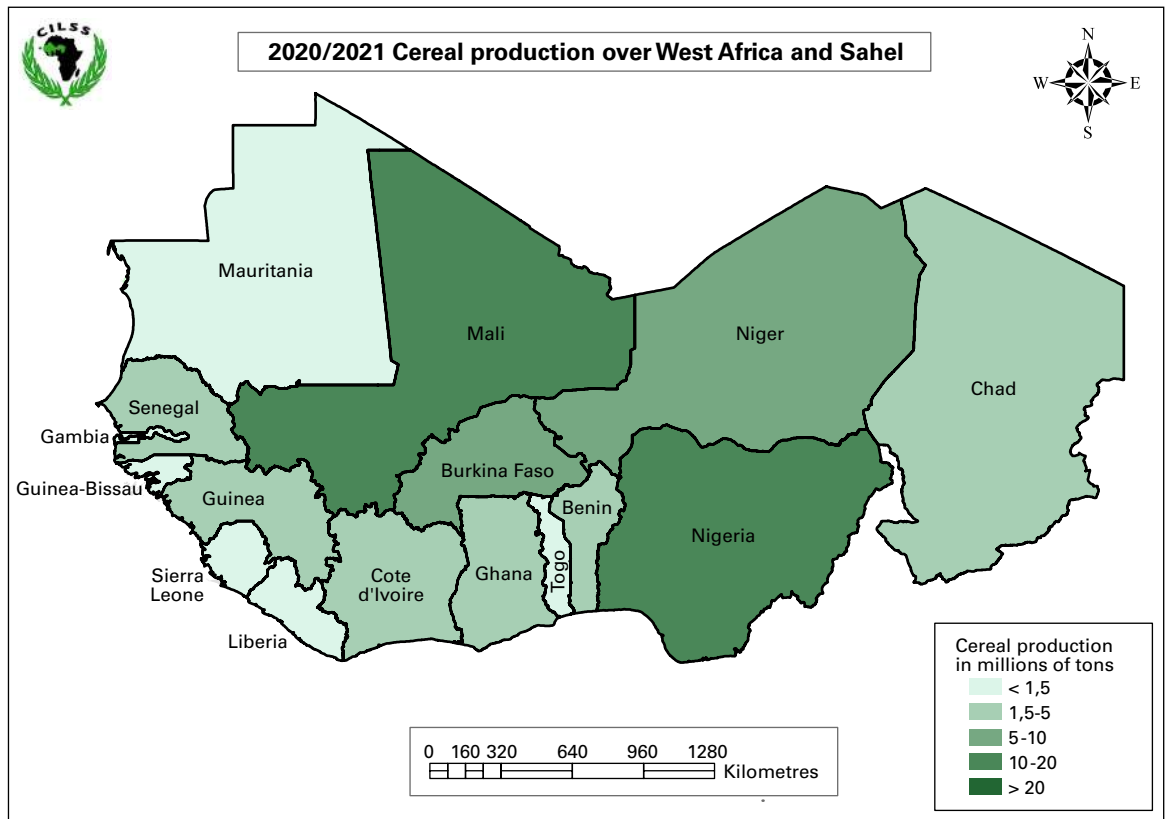 CILSS
2020/2021 Cereal production over West Africa and Sahel
N
W
E
S
Mauritania
Mali
Niger
Chad
Senegal
Gambia
Guinea-Bissau
Guinea
Burkina Faso
Benin
Nigeria
Sierra
Leone
Liberia
Cote
d'Ivoire
Ghana
Togo
Cereal production
in millions of tons
< 1,5
1,5-5
5-10
10-20
> 20
0 160 320 640 960 1280
Kilometres